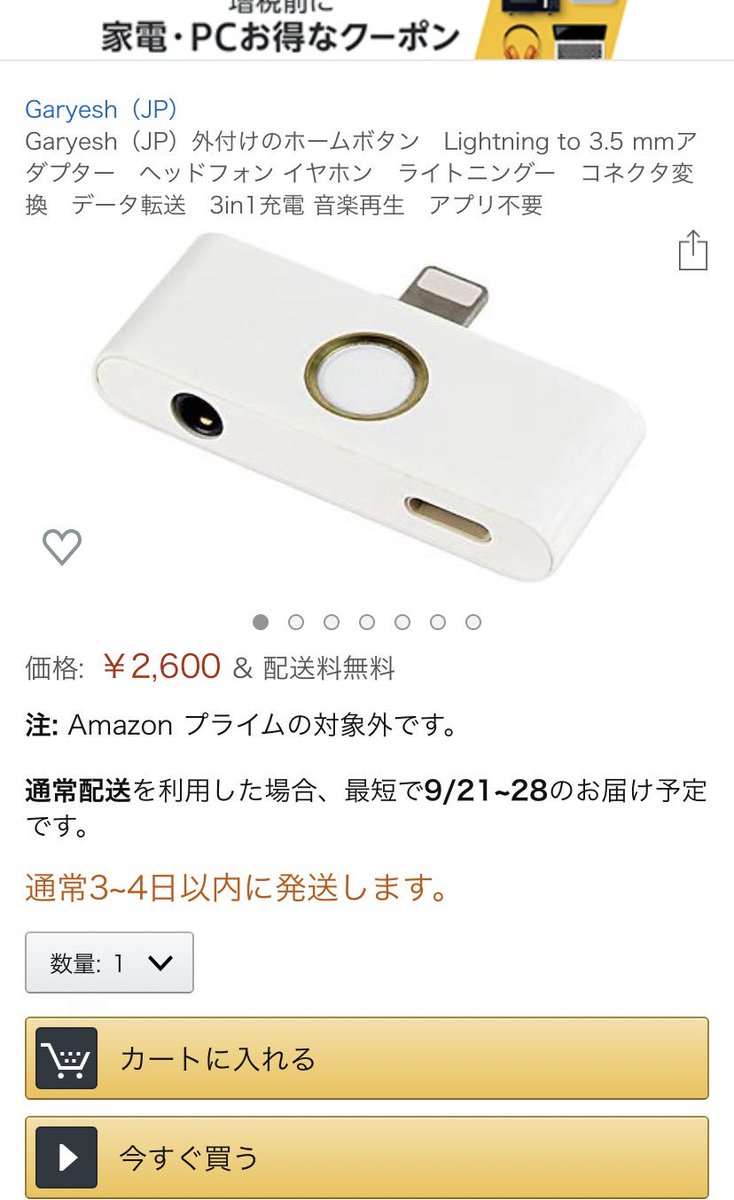 増税前に
家電・PCお得なクーポン
Garyesh（JP）
Garyesh（JP）外付けのホームボタン　Lightning to 3.5 mmア
ダプター　ヘッドフォン イヤホン　ライトニングー　コネクタ変
換　データ転送　3in1充電 音楽再生　アプリ不要
価格: ￥2,600 & 配送料無料
注: Amazon プライムの対象外です。
通常配送を利用した場合、最短で9/21~28のお届け予定
です。
通常3~4日以内に発送します。
数量: 1
カートに入れる
今すぐ買う